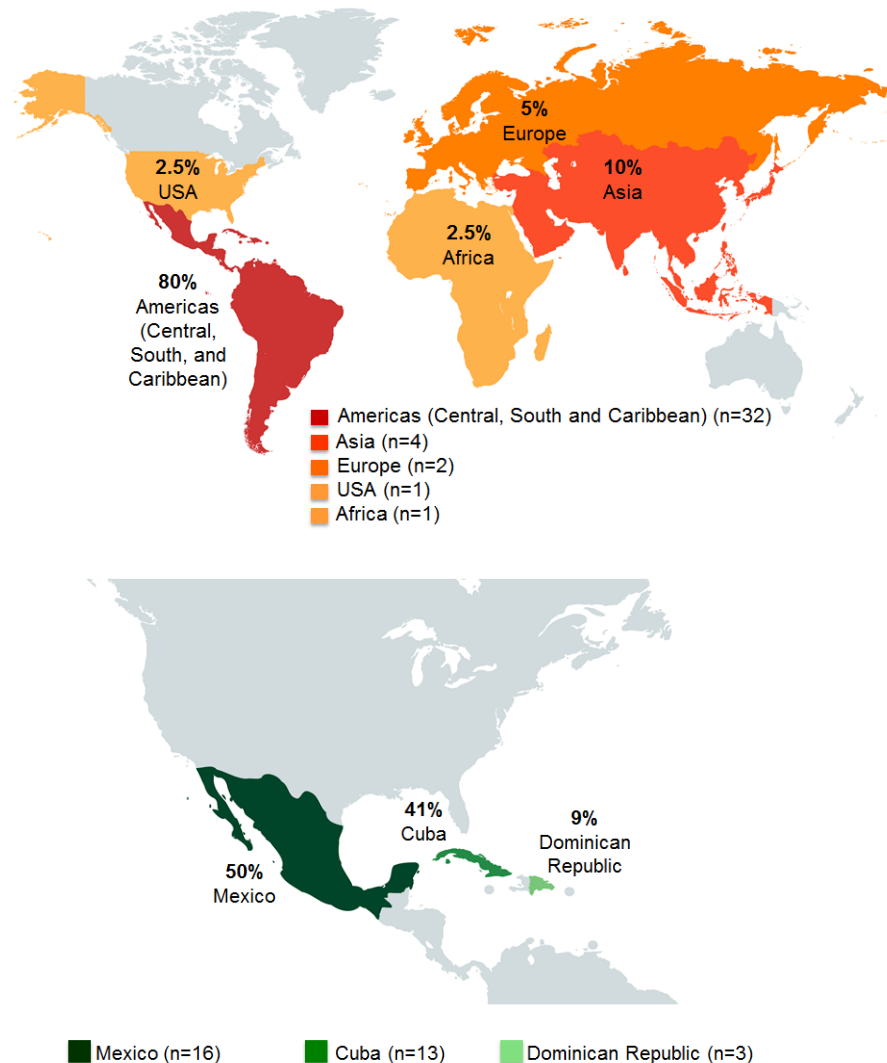 5%
Europe
2.5%
USA
10%
Asia
2.5%
Africa
80%
Americas
(Central,
South, and
Caribbean)
Americas (Central, South and Caribbean) (n=32)
Asia (n=4)
Europe (n=2)
USA (n=1)
Africa (n=1)
41%
Cuba
9%
Dominican
Republic
50%
Mexico
Mexico (n=16)
Cuba (n=13)
Dominican Republic (n=3)